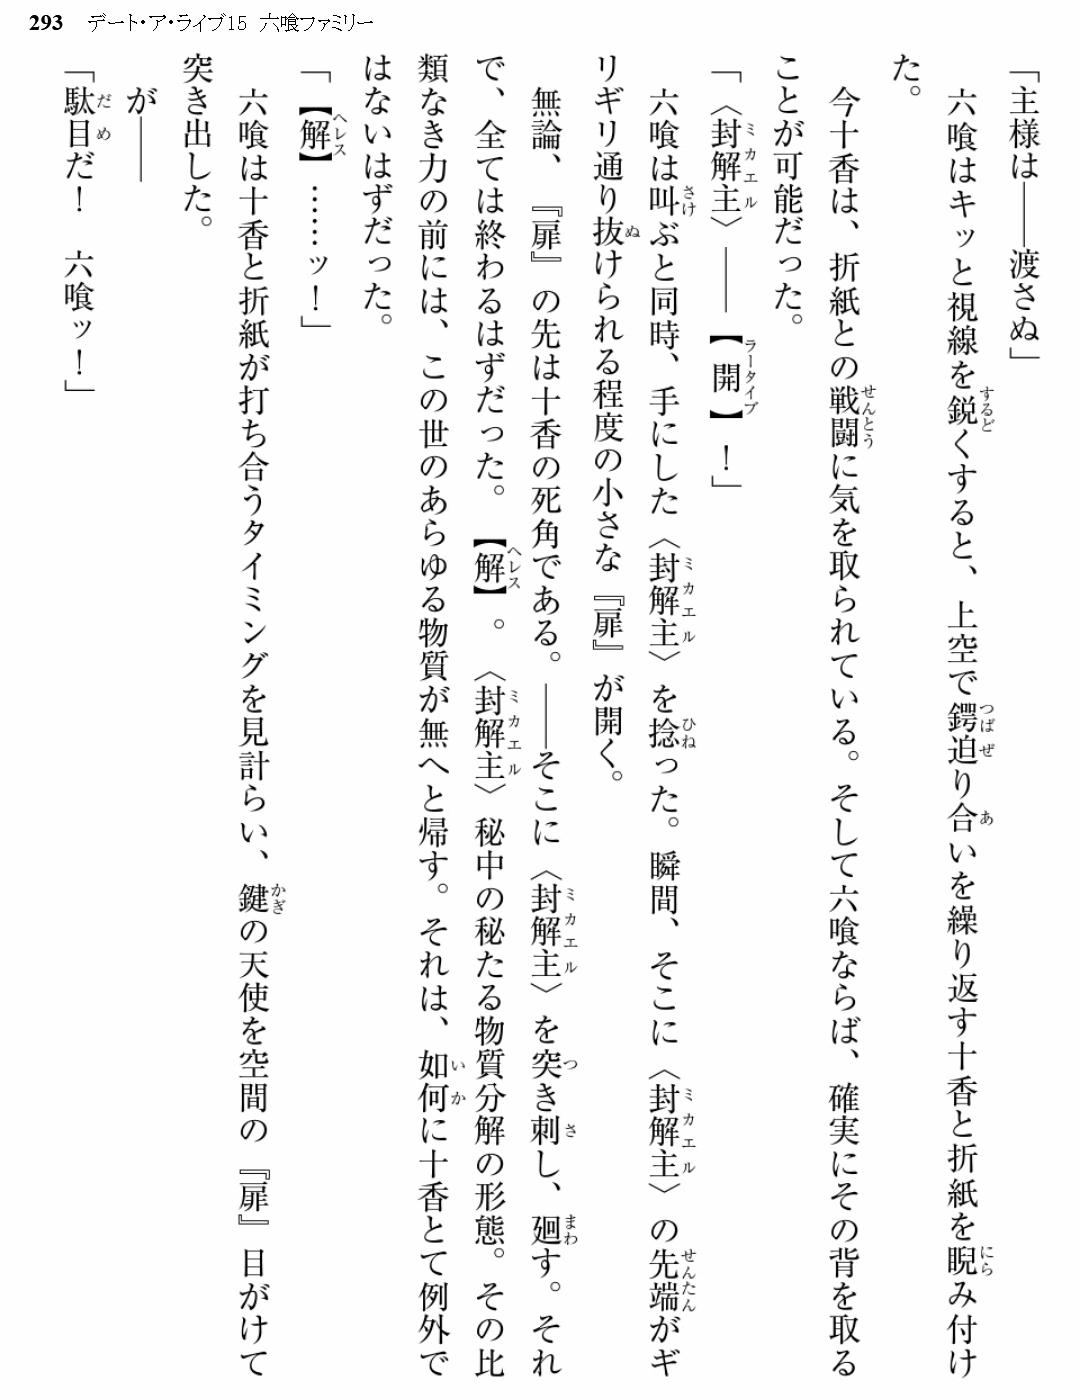 293 デート・ア・ライブ15 六喰ファミリー
「主様は――渡さぬ」
　六喰はキッと視線を鋭くすると、上空で鍔迫り合いを繰り返す十香と折紙を睨み付け
た。
　今十香は、折紙との戦闘に気を取られている。そして六喰ならば、確実にその背を取る
ことが可能だった。
「〈封解主〉――【開】！」
　六喰は叫ぶと同時、手にした〈封解主〉を捻った。瞬間、そこに〈封解主〉の先端がギ
リギリ通り抜けられる程度の小さな『扉』が開く。
　無論、『扉』の先は十香の死角である。――そこに〈封解主〉を突き刺し、廻す。それ
で、全ては終わるはずだった。【解】。〈封解主〉秘中の秘たる物質分解の形態。その比
類なき力の前には、この世のあらゆる物質が無へと帰す。それは、如何に十香とて例外で
はないはずだった。
「【解】……ッ！」
　六喰は十香と折紙が打ち合うタイミングを見計らい、鍵の天使を空間の『扉』目がけて
突き出した。
　が――
「駄目だ！　六喰ッ！」